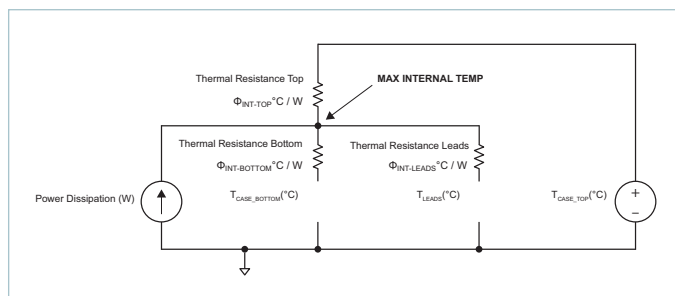 Thermal Resistance Top
MAX INTERNAL TEMP
ΦINT-TOP°C / W
Thermal Resistance Bottom
Thermal Resistance Leads
ΦINT-BOTTOM°C / W
ΦINT-LEADS°C / W
Power Dissipation (W)
TCASE_BOTTOM(°C)
TLEADS(°C)
TCASE_TOP(°C)
+
–